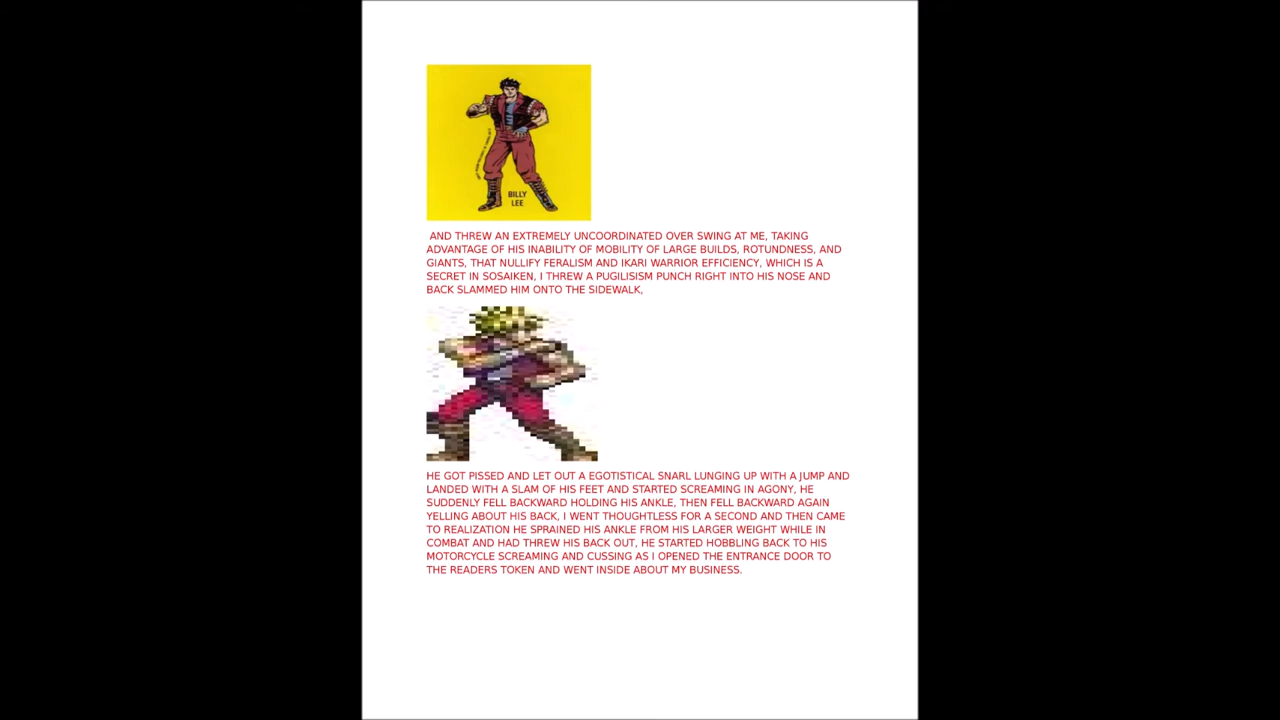 BILLY
LEE
AND THREW AN EXTREMELY UNCOORDINATED OVER SWING AT ME, TAKING
ADVANTAGE OF HIS INABILITY OF MOBILITY OF LARGE BUILDS, ROTUNDNESS, AND
GIANTS, THAT NULLIFY FERALISM AND IKARI WARRIOR EFFICIENCY, WHICH IS A
SECRET IN SOSAIKEN, I THREW A PUGILISISM PUNCH RIGHT INTO HIS NOSE AND
BACK SLAMMED HIM ONTO THE SIDEWALK,
HE GOT PISSED AND LET OUT A EGOTISTICAL SNARL LUNGING UP WITH A JUMP AND
LANDED WITH A SLAM OF HIS FEET AND STARTED SCREAMING IN AGONY, HE
SUDDENLY FELL BACKWARD HOLDING HIS ANKLE, THEN FELL BACKWARD AGAIN
YELLING ABOUT HIS BACK, I WENT THOUGHTLESS FOR A SECOND AND THEN CAME
TO REALIZATION HE SPRAINED HIS ANKLE FROM HIS LARGER WEIGHT WHILE IN
COMBAT AND HAD THREW HIS BACK OUT, HE STARTED HOBBLING BACK TO HIS
MOTORCYCLE SCREAMING AND CUSSING AS I OPENED THE ENTRANCE DOOR TO
THE READERS TOKEN AND WENT INSIDE ABOUT MY BUSINESS.